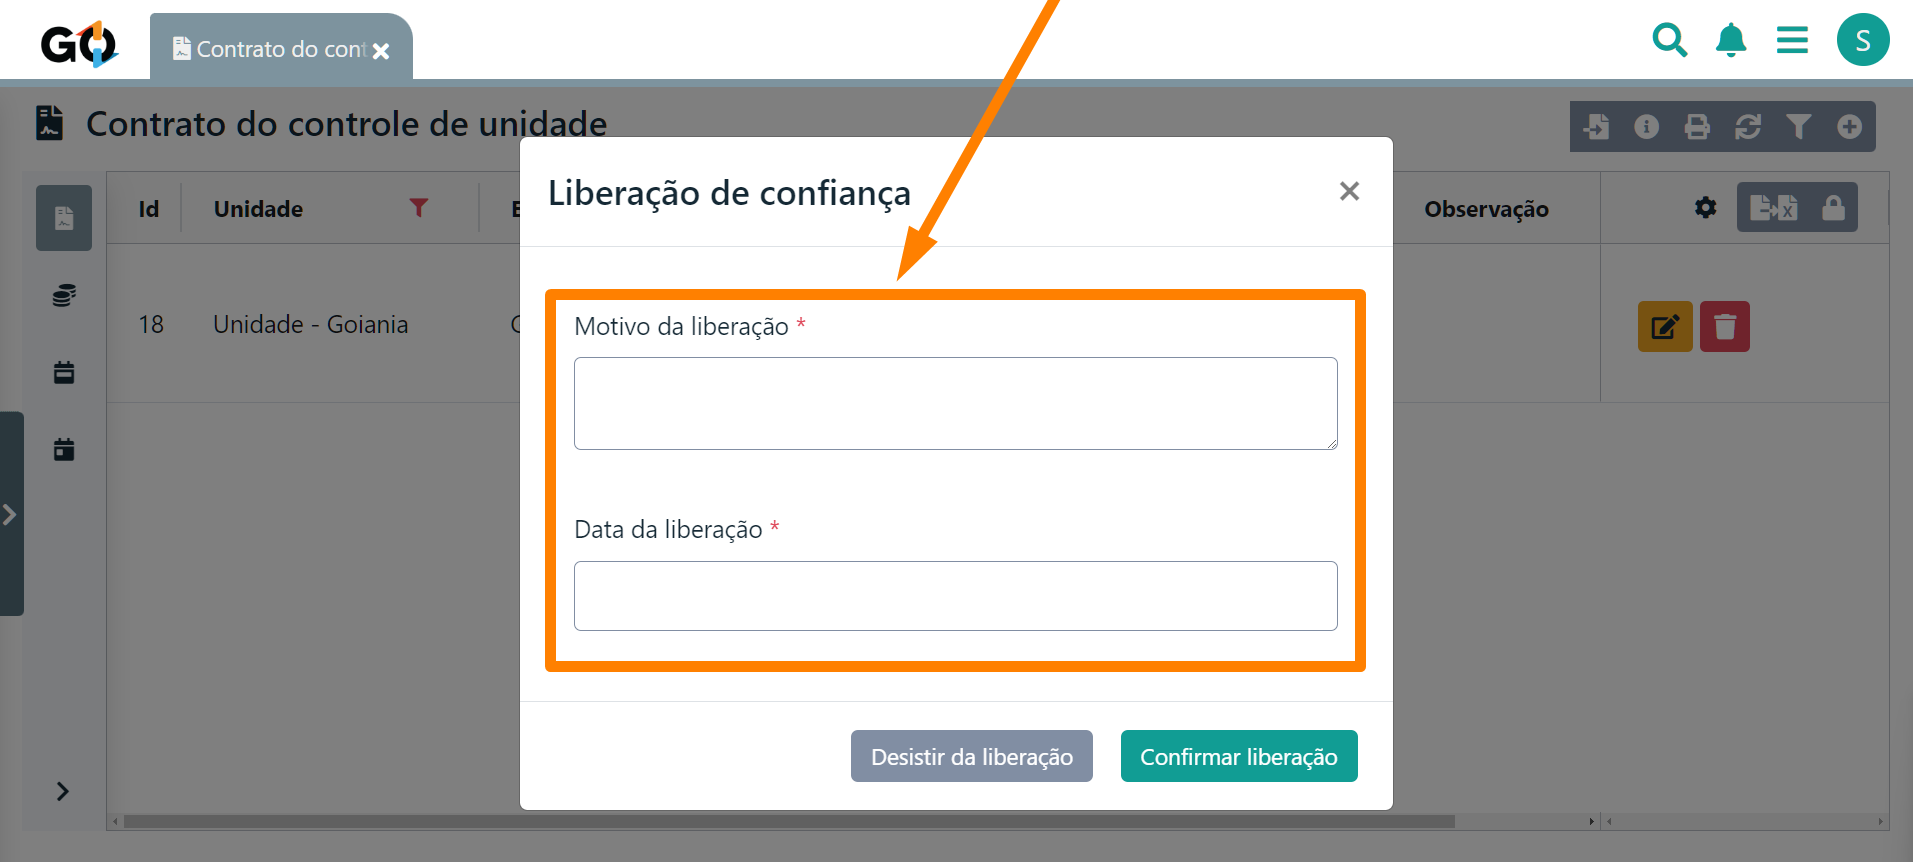 GO
Contrato do cont
S
Contrato do controle de unidade
Id
Unidade
E
Observação
18
Unidade - Goiania
Liberação de confiança
Motivo da liberação *
Data da liberação *
Desistir da liberação
Confirmar liberação